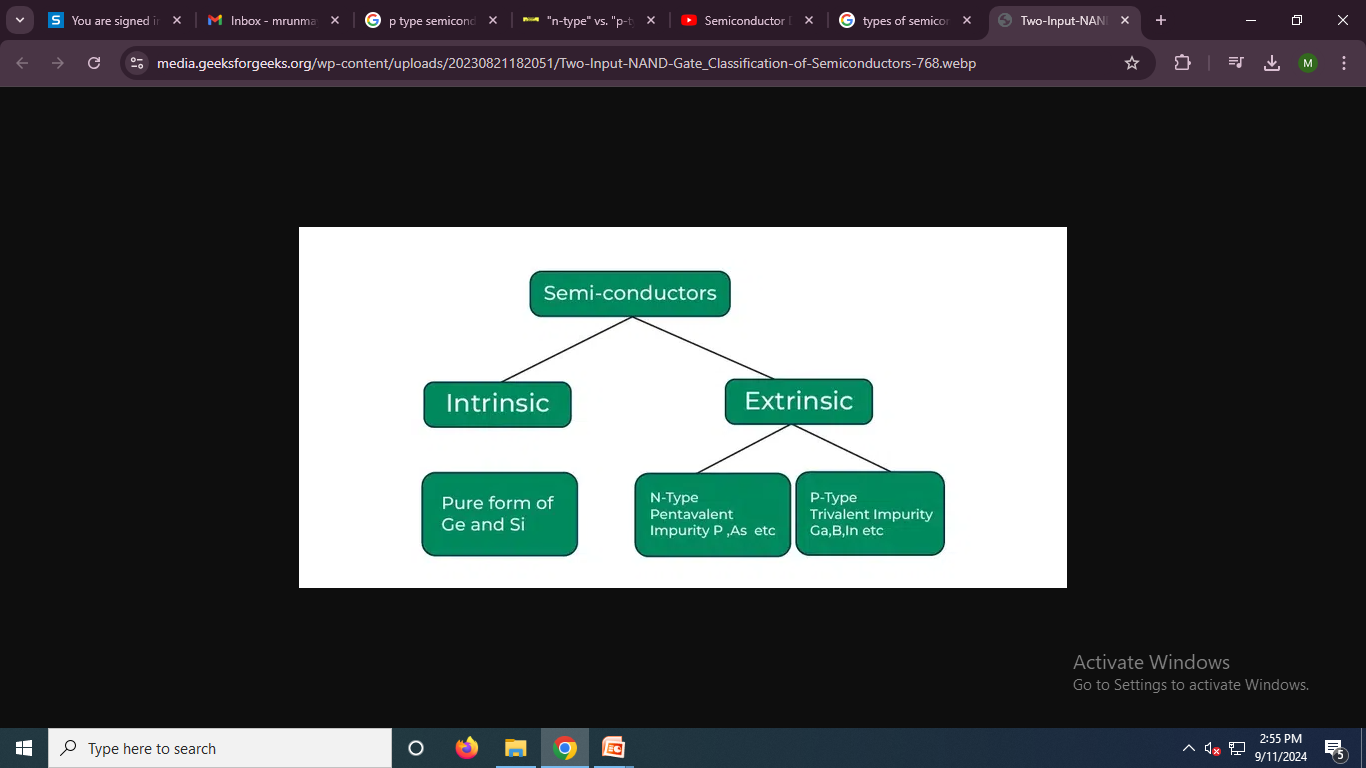 You are signed in
Inbox - mrunma
p type semicond
"n-type" vs. "p-ty
Semiconductor D
types of semicon
Two-Input-NAN
media.geeksforgeeks.org/wp-content/uploads/20230821182051/Two-Input-NAND-Gate_Classification-of-Semiconductors-768.webp
M
Semi-conductors
Intrinsic
Extrinsic
Pure form of
Ge and Si
N-Type
Pentavalent
Impurity P ,As etc
P-Type
Trivalent Impurity
Ga,B,In etc
Activate Windows
Go to Settings to activate Windows.
Type here to search
2:55 PM
9/11/2024
5